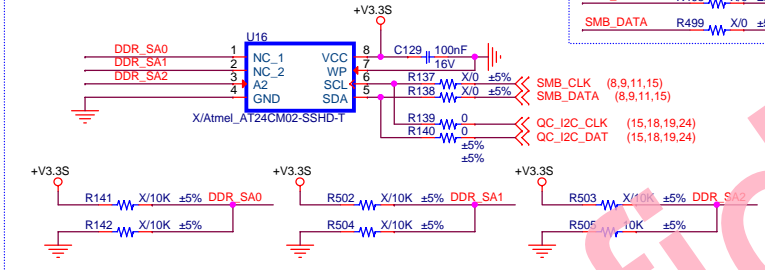 SMB_DATA R499 X/0
+V3.3S
U16
DDR_SA0 1 NC_1 VCC 8 C129 100nF
DDR_SA1 2 NC_2 WP 7 16V
DDR_SA2 3 A2 SCL 6 R137 X/0 ±5% SMB_CLK (8,9,11,15)
4 GND SDA 5 R138 X/0 ±5% SMB_DATA (8,9,11,15)
X/Atmel_AT24CM02-SSHD-T
R139 0 QC_I2C_CLK (15,18,19,24)
R140 0 QC_I2C_DAT (15,18,19,24)
±5%
±5%
+V3.3S +V3.3S +V3.3S
R141 X/10K ±5% DDR_SA0 R502 X/10K ±5% DDR_SA1 R503 X/10K ±5% DDR_SA2
R142 X/10K ±5% R504 X/10K ±5% R505 10K ±5%